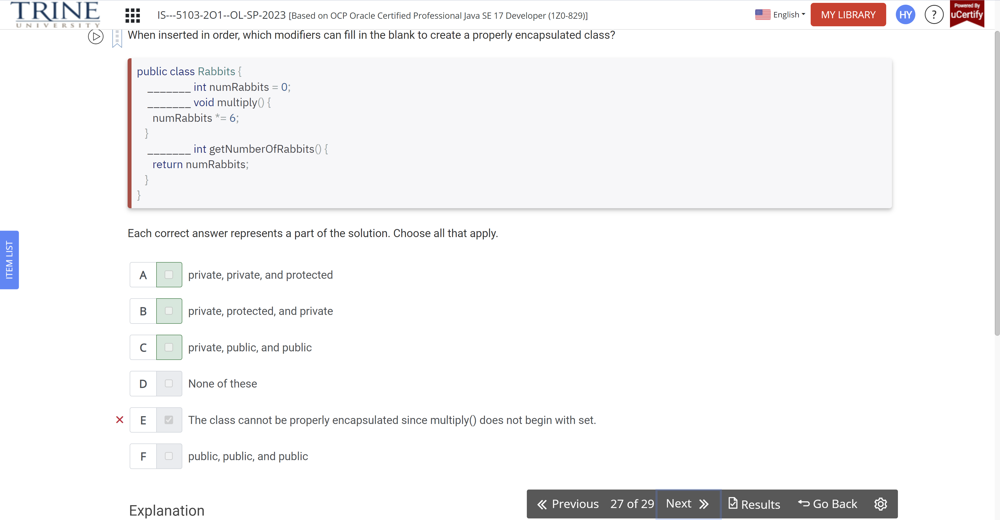 TRINE
UNIVERSITY
IS---5103-2O1--OL-SP-2023 [Based on OCP Oracle Certified Professional Java SE 17 Developer (1Z0-829)]
English
MY LIBRARY
HY
?
Powered By
uCertify
When inserted in order, which modifiers can fill in the blank to create a properly encapsulated class?
public class Rabbits {
_______ int numRabbits = 0;
_______ void multiply() {
numRabbits *= 6;
}
_______ int getNumberOfRabbits() {
return numRabbits;
}
}
Each correct answer represents a part of the solution. Choose all that apply.
ITEM LIST
A private, private, and protected
B private, protected, and private
C private, public, and public
D None of these
E The class cannot be properly encapsulated since multiply() does not begin with set.
F public, public, and public
Explanation
Previous 27 of 29 Next Results Go Back